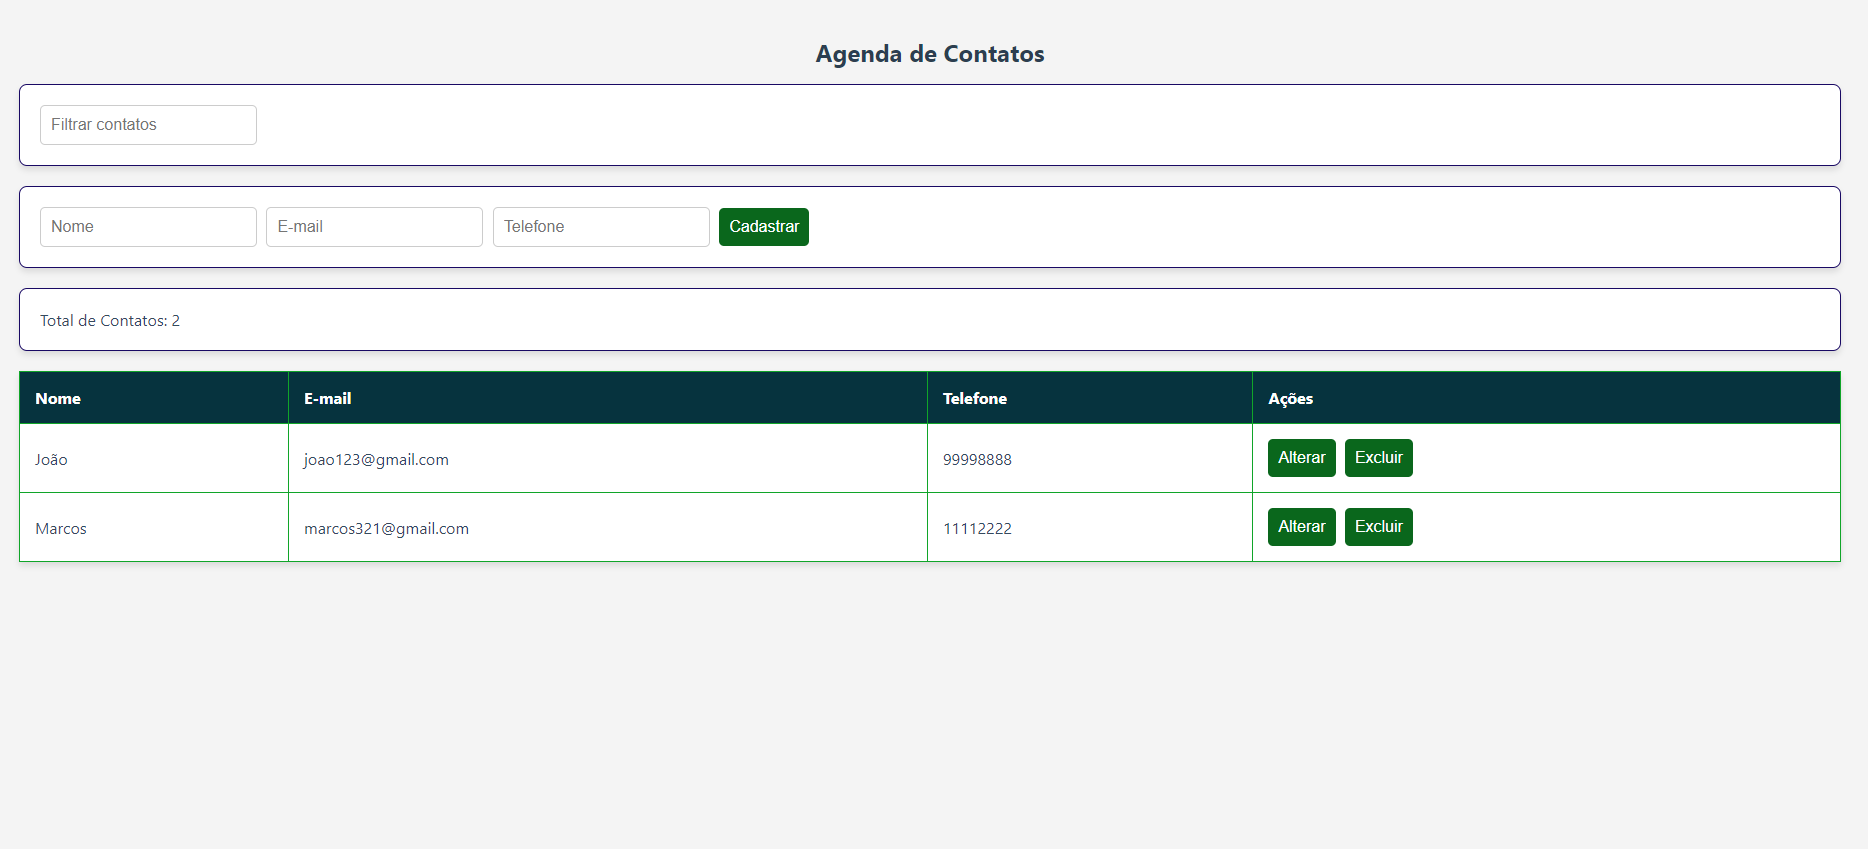 Agenda de Contatos
Filtrar contatos
Nome E-mail Telefone Cadastrar
Total de Contatos: 2
Nome E-mail Telefone Ações
João joao123@gmail.com 99998888 Alterar Excluir
Marcos marcos321@gmail.com 11112222 Alterar Excluir